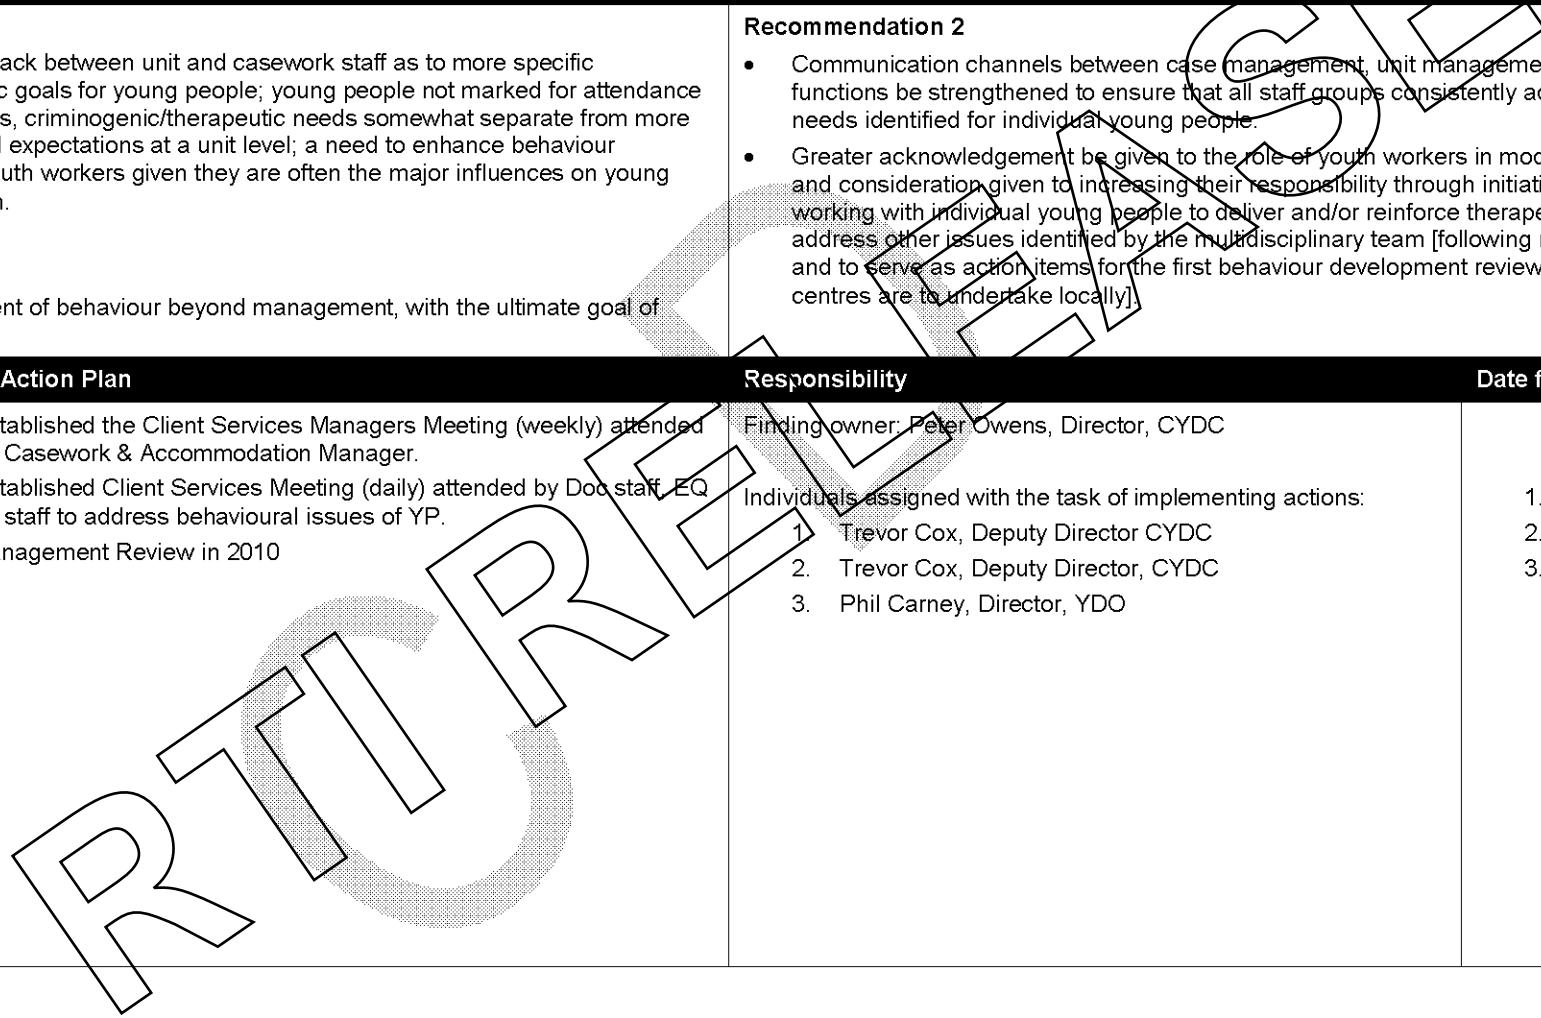 ack between unit and casework staff as to more specific
c goals for young people; young people not marked for attendance
s, criminogenic/therapeutic needs somewhat separate from more
l expectations at a unit level; a need to enhance behaviour
uth workers given they are often the major influences on young
n.
ent of behaviour beyond management, with the ultimate goal of
Recommendation 2
• Communication channels between case management, unit manageme
functions be strengthened to ensure that all staff groups consistently ad
needs identified for individual young people.
• Greater acknowledgement be given to the role of youth workers in mod
and consideration given to increasing their responsibility through initiati
working with individual young people to deliver and/or reinforce therape
address other issues identified by the multidisciplinary team [following
and to serve as action items for the first behaviour development review
centres are to undertake locally].
Action Plan
tablished the Client Services Managers Meeting (weekly) attended
Casework & Accommodation Manager.
tablished Client Services Meeting (daily) attended by Doc staff, EQ
staff to address behavioural issues of YP.
nagement Review in 2010
Responsibility
Finding owner: Peter Owens, Director, CYDC
Individuals assigned with the task of implementing actions:
1. Trevor Cox, Deputy Director CYDC
2. Trevor Cox, Deputy Director, CYDC
3. Phil Carney, Director, YDO
Date f
1.
2.
3.
RTI RELEASE